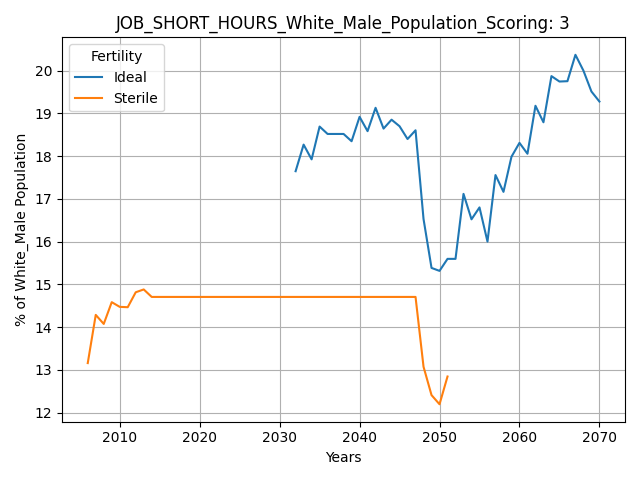 JOB_SHORT_HOURS_White_Male_Population_Scoring: 3
Fertility
Ideal
Sterile
% of White_Male Population
20
19
18
17
16
15
14
13
12
2010 2020 2030 2040 2050 2060 2070
Years